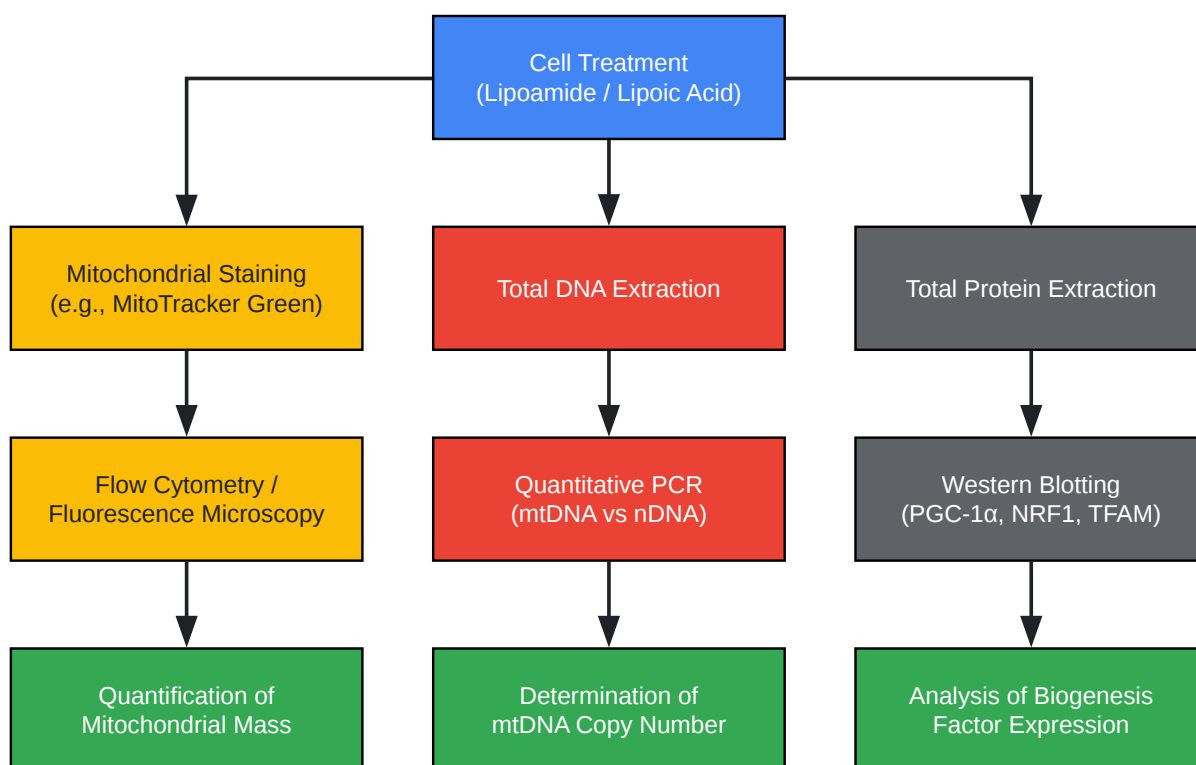 Cell Treatment
(Lipoamide / Lipoic Acid)
Mitochondrial Staining
(e.g., MitoTracker Green)
Total DNA Extraction
Total Protein Extraction
Flow Cytometry /
Fluorescence Microscopy
Quantitative PCR
(mtDNA vs nDNA)
Western Blotting
(PGC-1α, NRF1, TFAM)
Quantification of
Mitochondrial Mass
Determination of
mtDNA Copy Number
Analysis of Biogenesis
Factor Expression